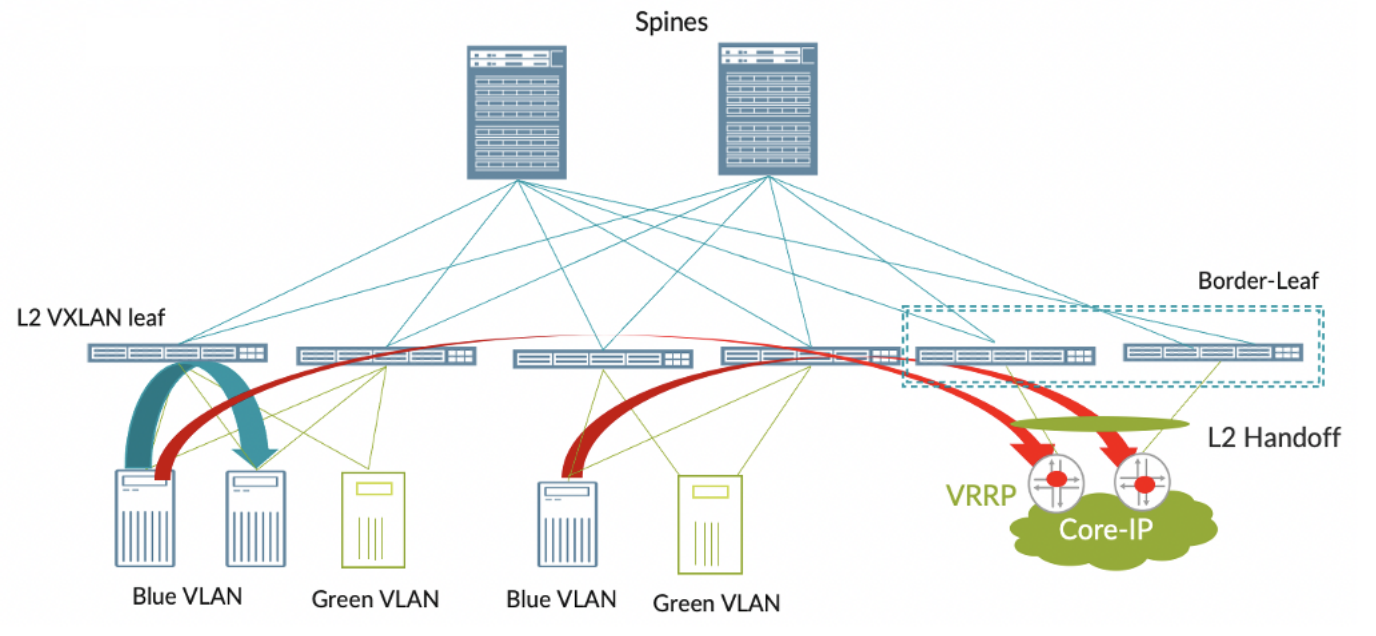 Spines
Border-Leaf
L2 VXLAN leaf
L2 Handoff
VRRP
Core-IP
Blue VLAN
Green VLAN
Blue VLAN
Green VLAN